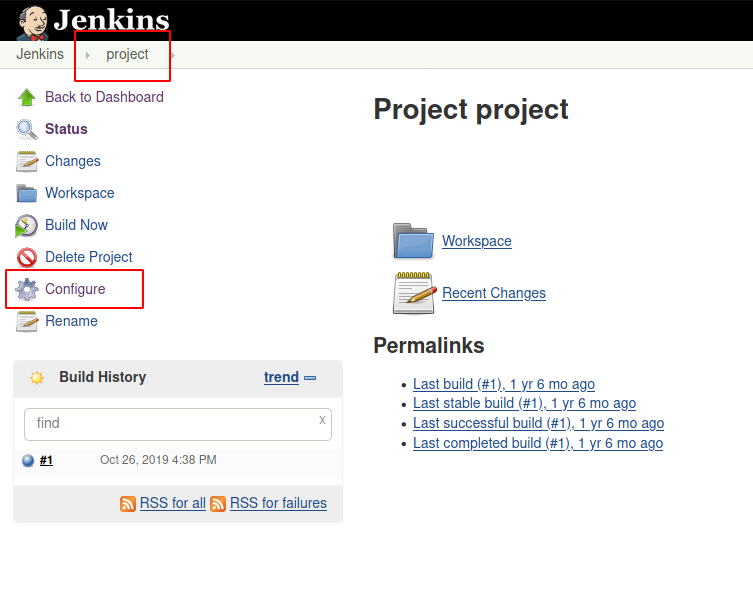 Jenkins
Jenkins project
Back to Dashboard
Status
Changes
Workspace
Build Now
Delete Project
Configure
Rename
Build History trend
find x
#1 Oct 26, 2019 4:38 PM
RSS for all RSS for failures
Project project
Workspace
Recent Changes
Permalinks
Last build (#1), 1 yr 6 mo ago
Last stable build (#1), 1 yr 6 mo ago
Last successful build (#1), 1 yr 6 mo ago
Last completed build (#1), 1 yr 6 mo ago